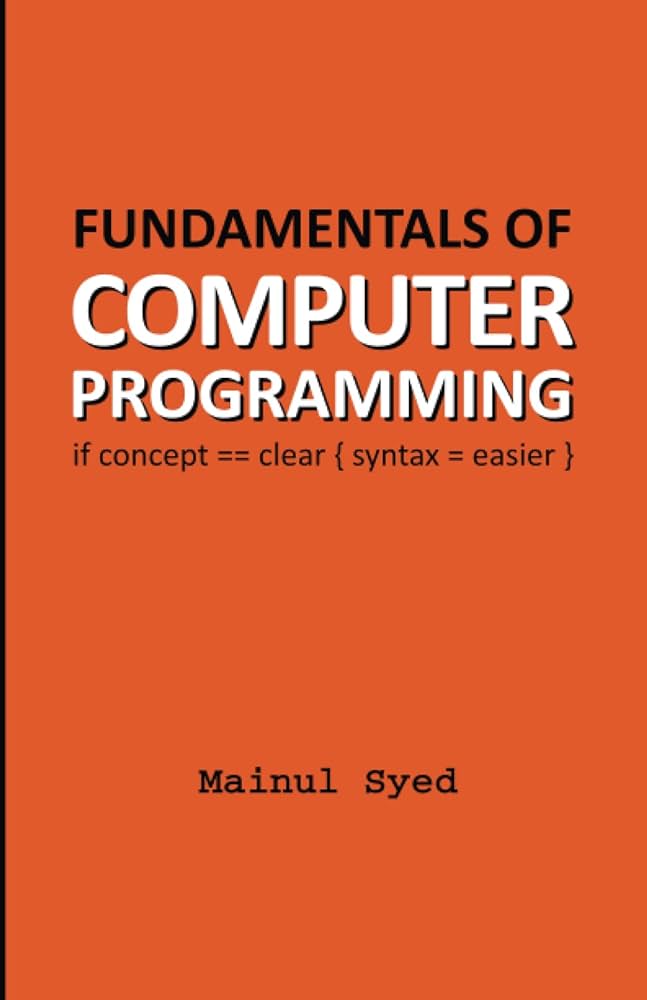 FUNDAMENTALS OF
COMPUTER
PROGRAMMING
if concept == clear { syntax = easier }
Mainul Syed